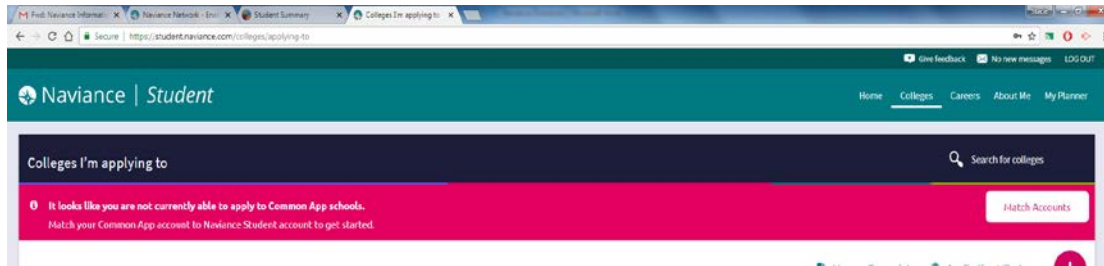 Fwd: Naviance Informat
Naviance Network - Ens
Student Summary
Colleges I'm applying to
Secure | https://student.naviance.com/colleges/applying-to
Give feedback No new messages LOG OUT
Naviance | Student
Home Colleges Careers About Me My Planner
Colleges I'm applying to
Search for colleges
It looks like you are not currently able to apply to Common App schools.
Match your Common App account to Naviance Student account to get started.
Match Accounts